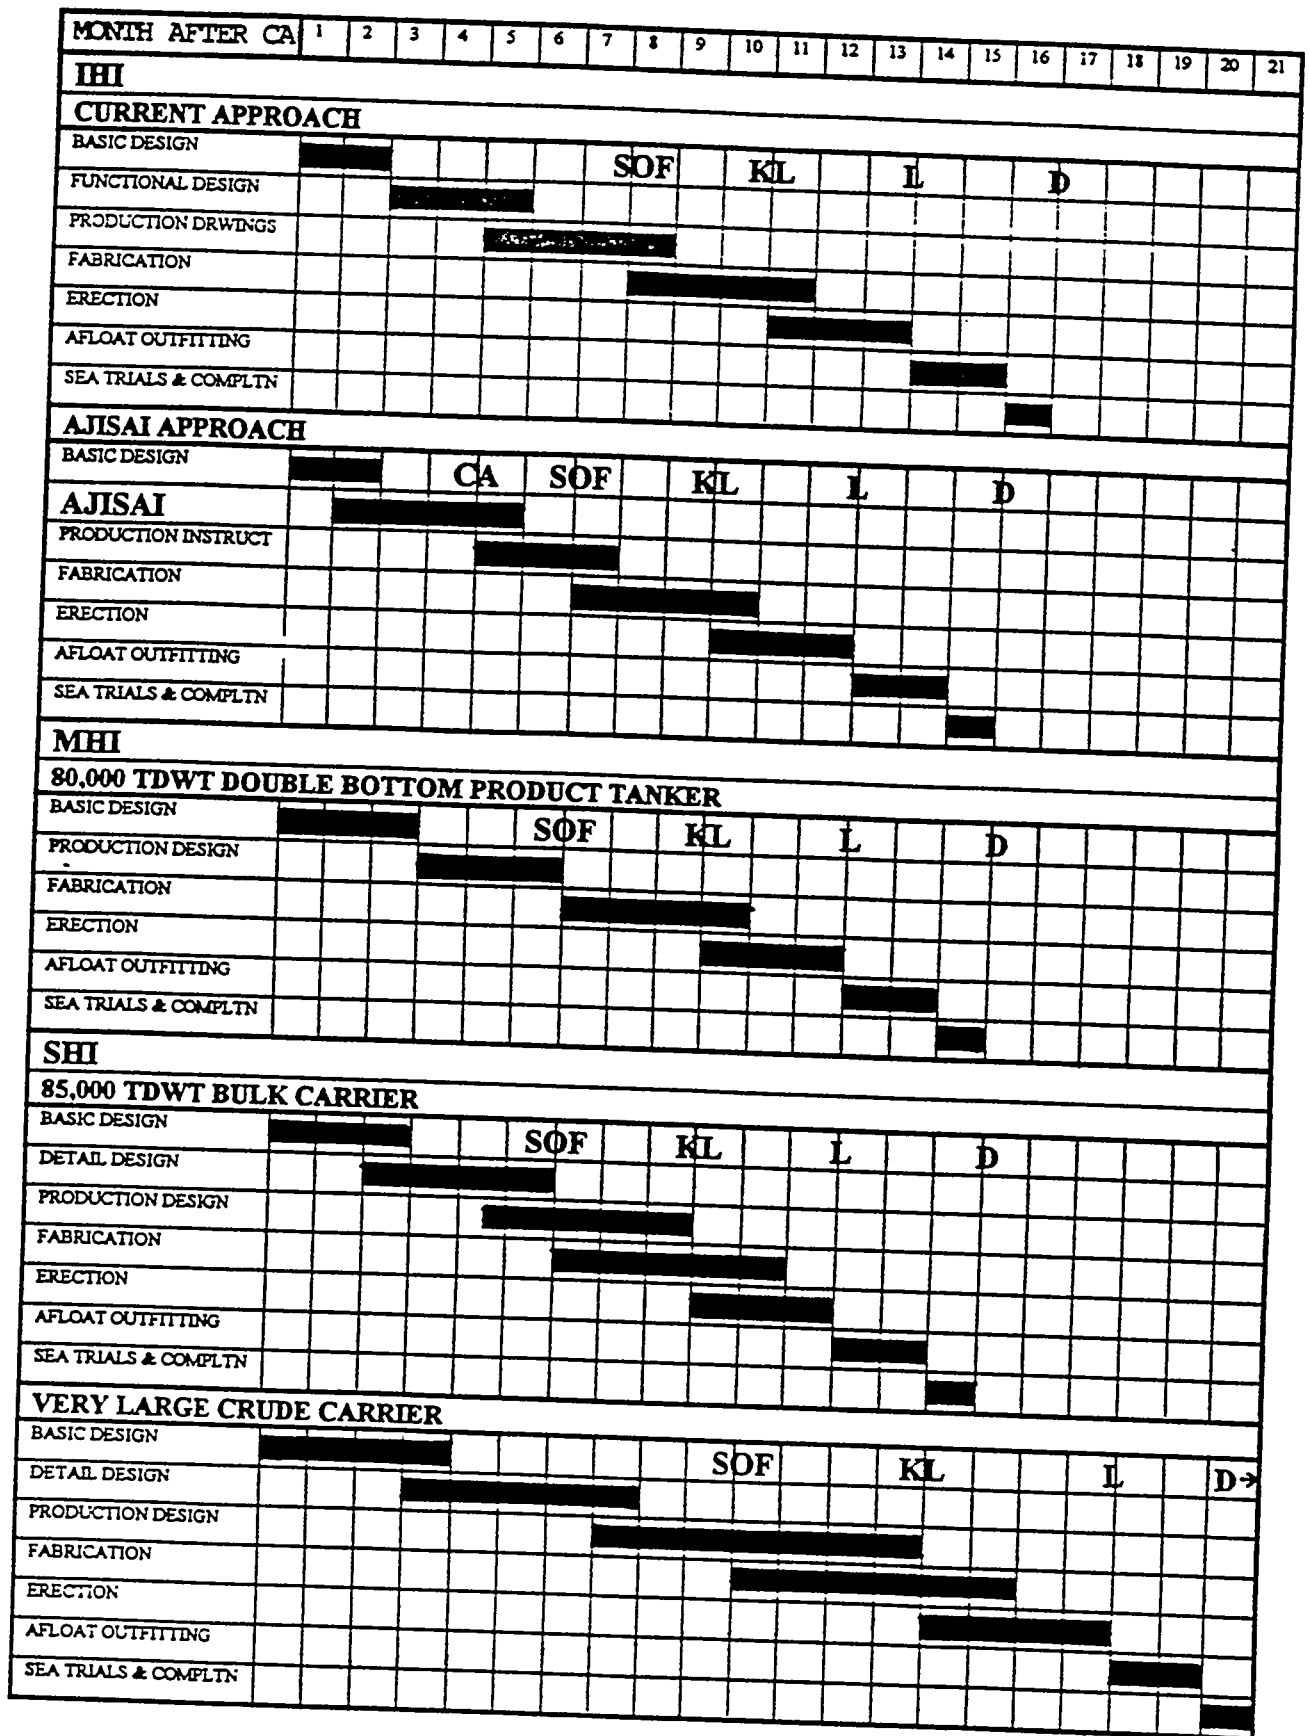 MONTH AFTER CA 1 2 3 4 5 6 7 8 9 10 11 12 13 14 15 16 17 18 19 20 21
IHI
CURRENT APPROACH
BASIC DESIGN SOF KL L D
FUNCTIONAL DESIGN
PRODUCTION DRWINGS
FABRICATION
ERECTION
AFLOAT OUTFITTING
SEA TRIALS & COMPLTN
AJISAI APPROACH
BASIC DESIGN CA SOF KL L D
AJISAI
PRODUCTION INSTRUCT
FABRICATION
ERECTION
AFLOAT OUTFITTING
SEA TRIALS & COMPLTN
MHI
80,000 TDWT DOUBLE BOTTOM PRODUCT TANKER
BASIC DESIGN SOF KL L D
PRODUCTION DESIGN
FABRICATION
ERECTION
AFLOAT OUTFITTING
SEA TRIALS & COMPLTN
SHI
85,000 TDWT BULK CARRIER
BASIC DESIGN SOF KL L D
DETAIL DESIGN
PRODUCTION DESIGN
FABRICATION
ERECTION
AFLOAT OUTFITTING
SEA TRIALS & COMPLTN
VERY LARGE CRUDE CARRIER
BASIC DESIGN SOF KL L D→
DETAIL DESIGN
PRODUCTION DESIGN
FABRICATION
ERECTION
AFLOAT OUTFITTING
SEA TRIALS & COMPLTN